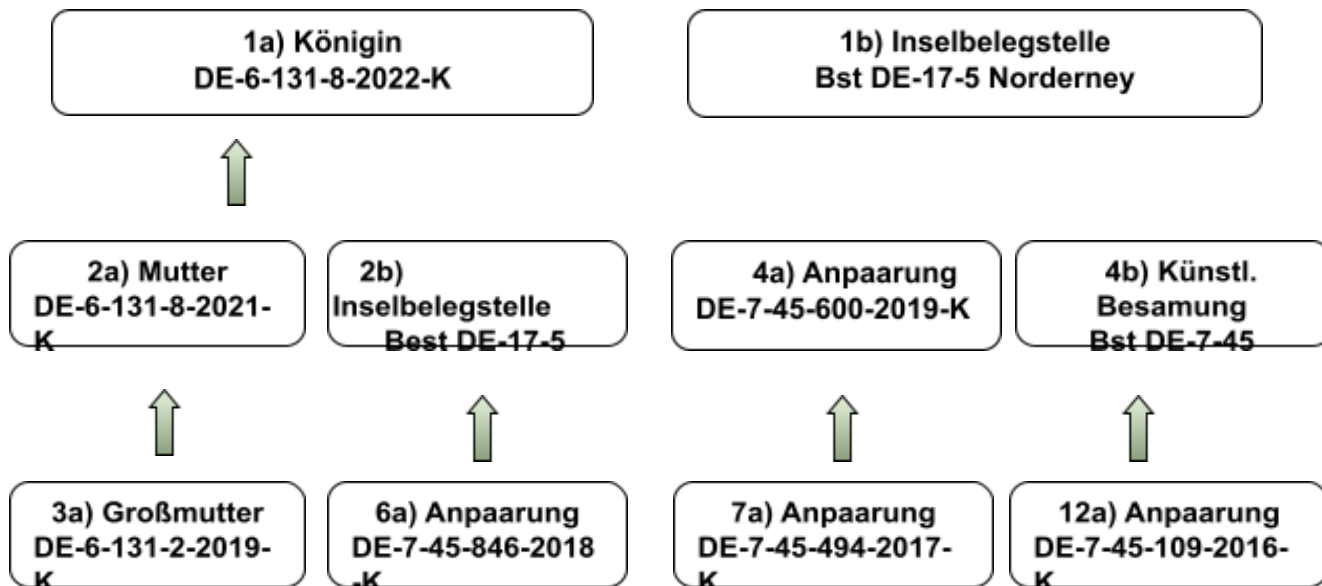 1a) Königin
DE-6-131-8-2022-K
1b) Inselbelegstelle
Bst DE-17-5 Norderney
2a) Mutter
DE-6-131-8-2021-
K
2b)
Inselbelegstelle
Best DE-17-5
4a) Anpaarung
DE-7-45-600-2019-K
4b) Künstl.
Besamung
Bst DE-7-45
3a) Großmutter
DE-6-131-2-2019-
K
6a) Anpaarung
DE-7-45-846-2018
-K
7a) Anpaarung
DE-7-45-494-2017-
K
12a) Anpaarung
DE-7-45-109-2016-
K